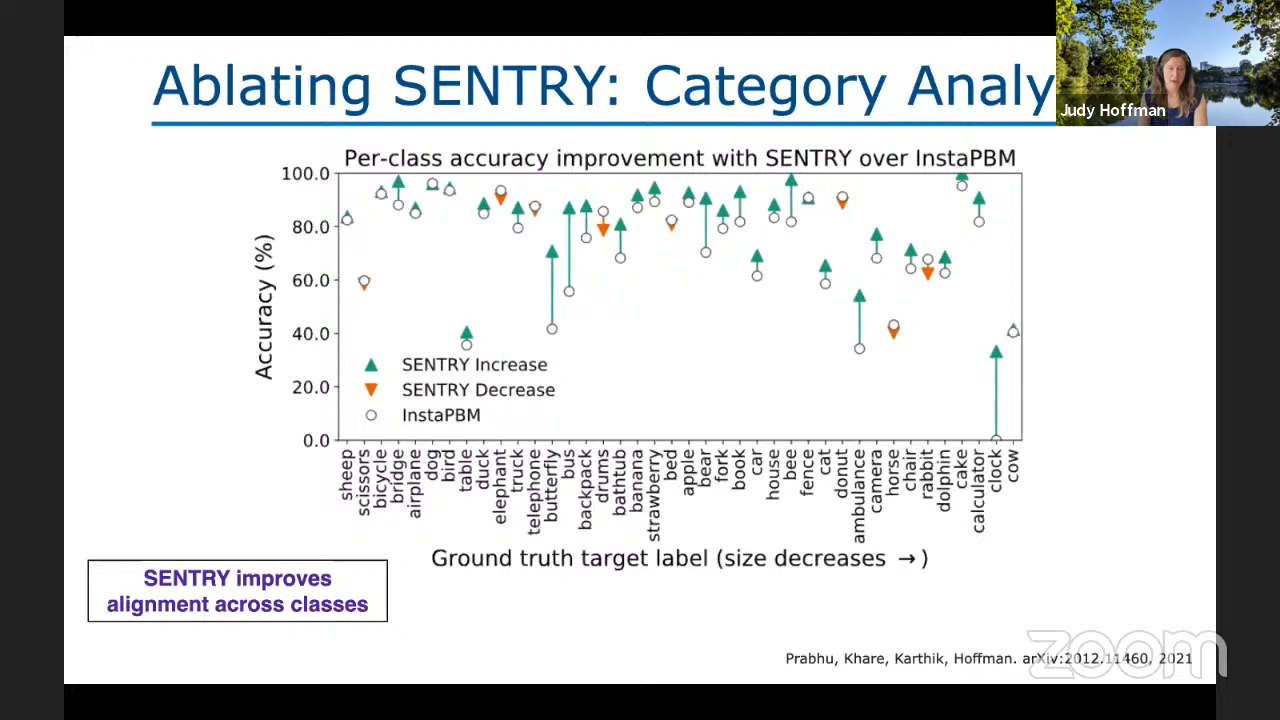 Ablating SENTRY: Category Analy
Judy Hoffman
Per-class accuracy improvement with SENTRY over InstaPBM
Accuracy (%)
100.0
80.0
60.0
40.0
20.0
0.0
SENTRY Increase
SENTRY Decrease
InstaPBM
sheep
scissors
bicycle
bridge
airplane
dog
bird
table
duck
elephant
truck
telephone
butterfly
bus
backpack
drums
bathtub
banana
strawberry
bed
apple
bear
fork
book
car
house
bee
fence
cat
donut
ambulance
camera
horse
chair
rabbit
dolphin
cake
calculator
clock
cow
Ground truth target label (size decreases →)
SENTRY improves
alignment across classes
Prabhu, Khare, Karthik, Hoffman. arXiv:2012.11460, 2021
zoom